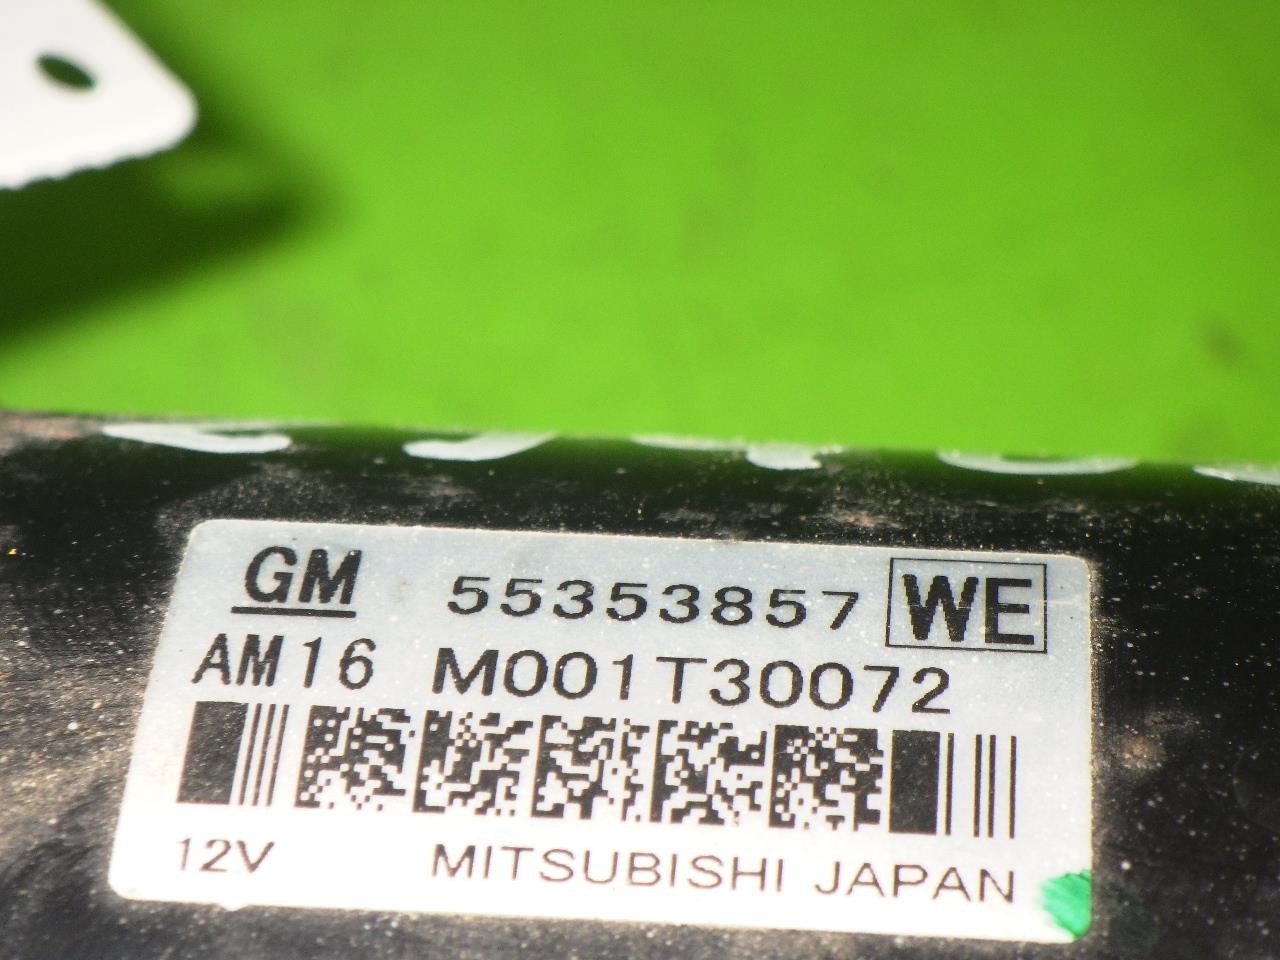 GM 55353857 WE
AM16 M001T30072
12V MITSUBISHI JAPAN